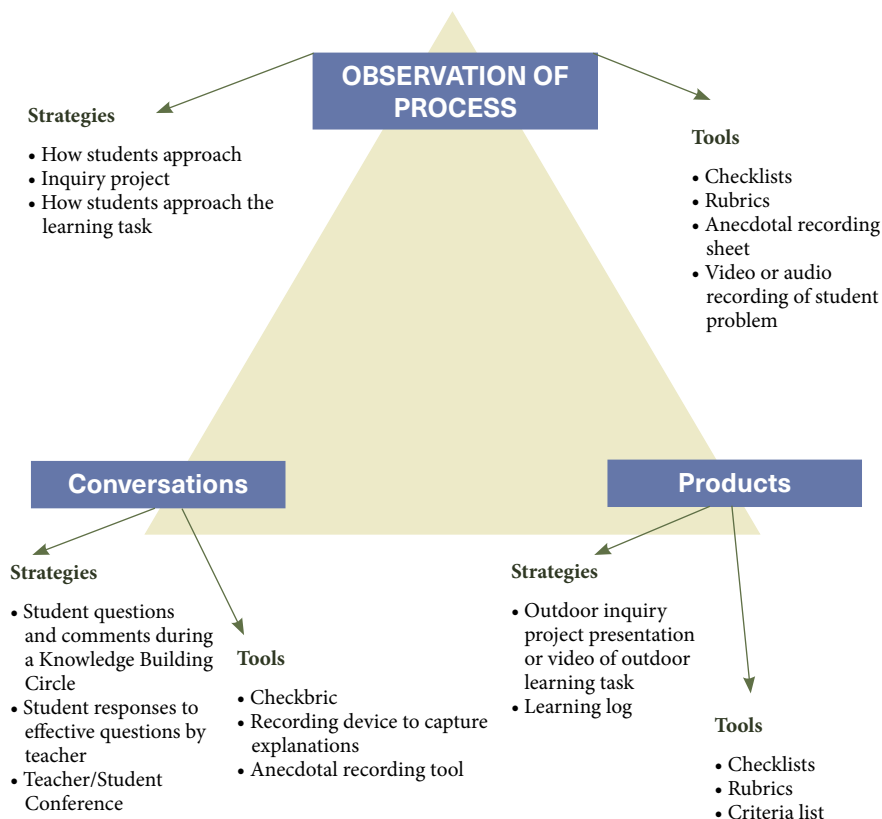 OBSERVATION OF
PROCESS
Strategies
• How students approach
• Inquiry project
• How students approach the
learning task
Tools
• Checklists
• Rubrics
• Anecdotal recording
sheet
• Video or audio
recording of student
problem
Conversations
Strategies
• Student questions
and comments during
a Knowledge Building
Circle
• Student responses to
effective questions by
teacher
• Teacher/Student
Conference
Tools
• Checkbric
• Recording device to capture
explanations
• Anecdotal recording tool
Products
Strategies
• Outdoor inquiry
project presentation
or video of outdoor
learning task
• Learning log
Tools
• Checklists
• Rubrics
• Criteria list